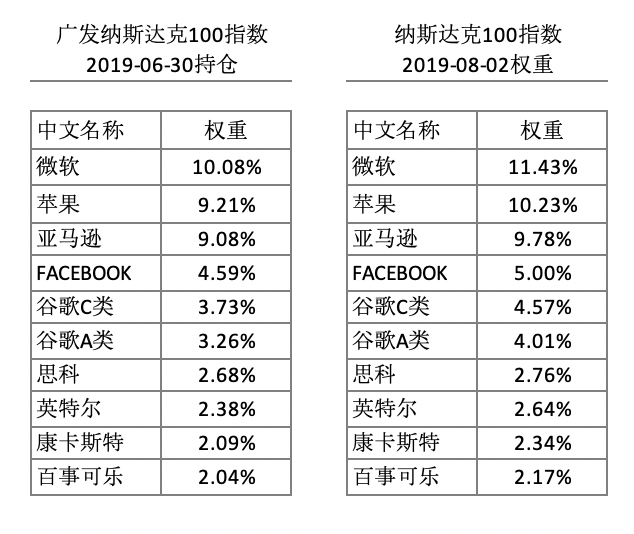 广发纳斯达克100指数
2019-06-30持仓
中文名称 权重
微软 10.08%
苹果 9.21%
亚马逊 9.08%
FACEBOOK 4.59%
谷歌C类 3.73%
谷歌A类 3.26%
思科 2.68%
英特尔 2.38%
康卡斯特 2.09%
百事可乐 2.04%
纳斯达克100指数
2019-08-02权重
中文名称 权重
微软 11.43%
苹果 10.23%
亚马逊 9.78%
FACEBOOK 5.00%
谷歌C类 4.57%
谷歌A类 4.01%
思科 2.76%
英特尔 2.64%
康卡斯特 2.34%
百事可乐 2.17%